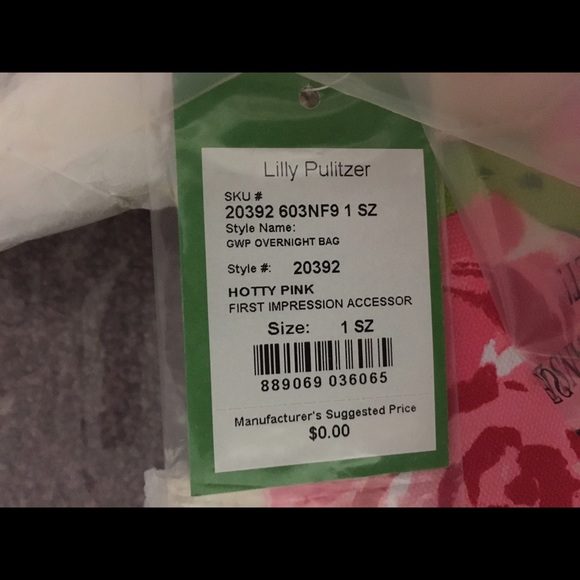 Lilly Pulitzer
SKU #
20392 603NF9 1 SZ
Style Name:
GWP OVERNIGHT BAG
Style #: 20392
HOTTY PINK
FIRST IMPRESSION ACCESSOR
Size: 1 SZ
889069 036065
Manufacturer's Suggested Price
$0.00